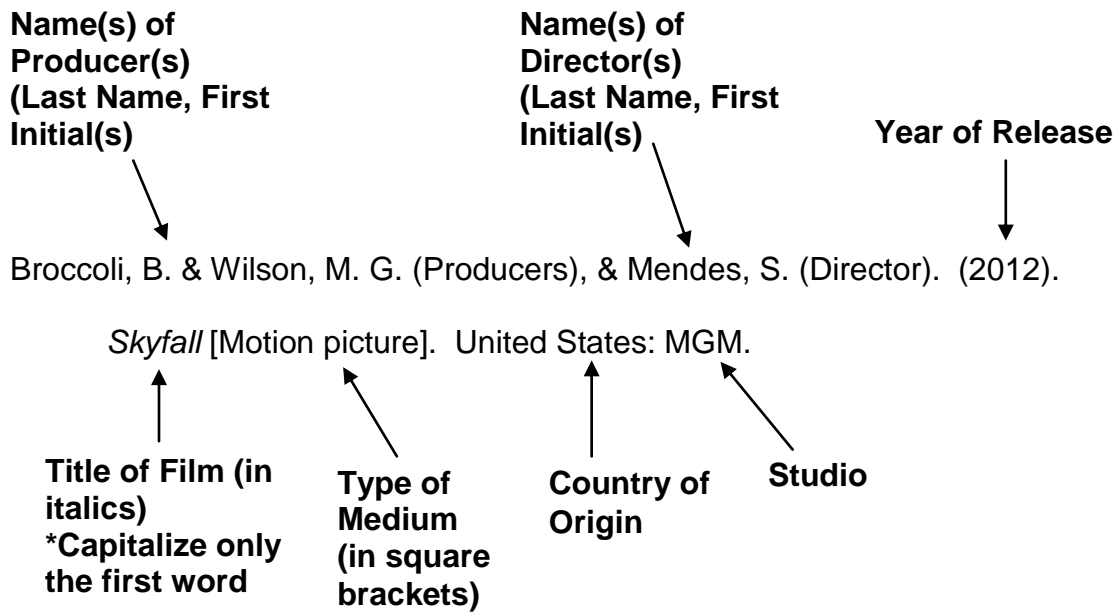 Name(s) of
Producer(s)
(Last Name, First
Initial(s)
Name(s) of
Director(s)
(Last Name, First
Initial(s)
Year of Release
Broccoli, B. & Wilson, M. G. (Producers), & Mendes, S. (Director).  (2012).
Skyfall [Motion picture].  United States: MGM.
Title of Film (in
italics)
*Capitalize only
the first word
Type of
Medium
(in square
brackets)
Country of
Origin
Studio